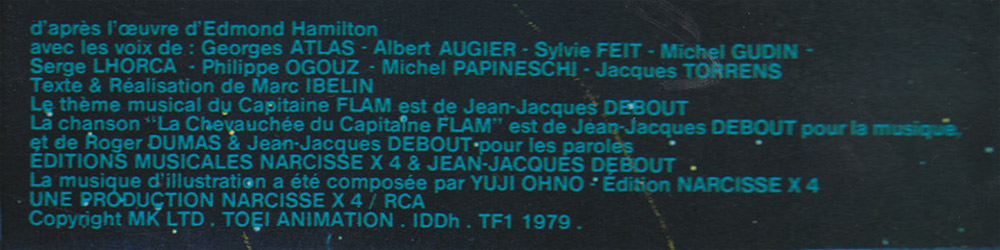 d'après l'œuvre d'Edmond Hamilton
avec les voix de : Georges ATLAS - Albert AUGIER - Sylvie FEIT - Michel GUDIN -
Serge LHORCA - Philippe OGOUZ - Michel PAPINESCHI - Jacques TORRENS
Texte & Réalisation de Marc IBELIN
Le thème musical du Capitaine FLAM est de Jean-Jacques DEBOUT
La chanson "La Chevauchée du Capitaine FLAM" est de Jean-Jacques DEBOUT pour la musique,
et de Roger DUMAS & Jean-Jacques DEBOUT pour les paroles
ÉDITIONS MUSICALES NARCISSE X 4 & JEAN-JACQUES DEBOUT
La musique d'illustration a été composée par YUJI OHNO - Édition NARCISSE X 4
UNE PRODUCTION NARCISSE X 4 / RCA
Copyright MK LTD . TOEI ANIMATION . IDDh . TF1 1979 .